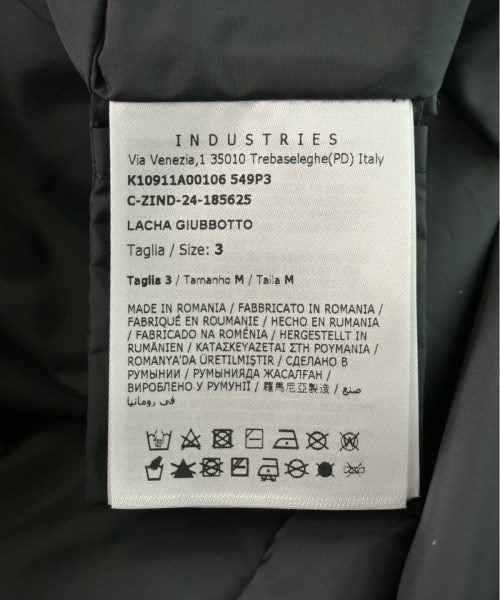 INDUSTRIES
Via Venezia,1 35010 Trebaseleghe(PD) Italy
K10911A00106 549P3
C-ZIND-24-185625
LACHA GIUBBOTTO
Taglia / Size: 3
Taglia 3 / Tamanho M / Talla M
MADE IN ROMANIA / FABBRICATO IN ROMANIA /
FABRIQUÉ EN ROUMANIE / HECHO EN RUMANIA
/ FABRICADO NA ROMÉNIA / HERGESTELLT IN
RUMÄNIEN / ΚΑΤΑΣΚΕΥΑΖΕΤΑΙ ΣΤΗ ΡΟΥΜΑΝΙΑ /
ROMANYA'DA ÜRETILMIŞTIR / СДЕЛАНО В
РУМЫНИИ / РУМЫНИЯДА ЖАСАЛҒАН /
ВИРОБЛЕНО У РУМУНІЇ / 羅馬尼亞製造 / صنع
في رومانيا